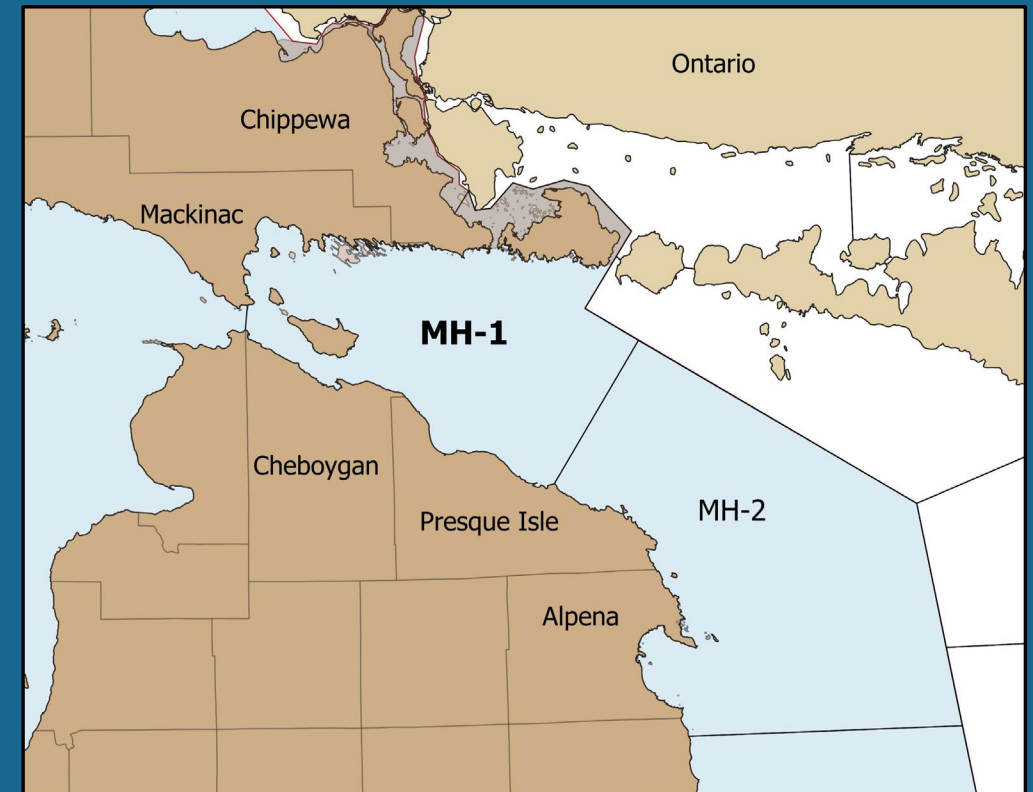 Ontario
Chippewa
Mackinac
MH-1
Cheboygan
Presque Isle
MH-2
Alpena